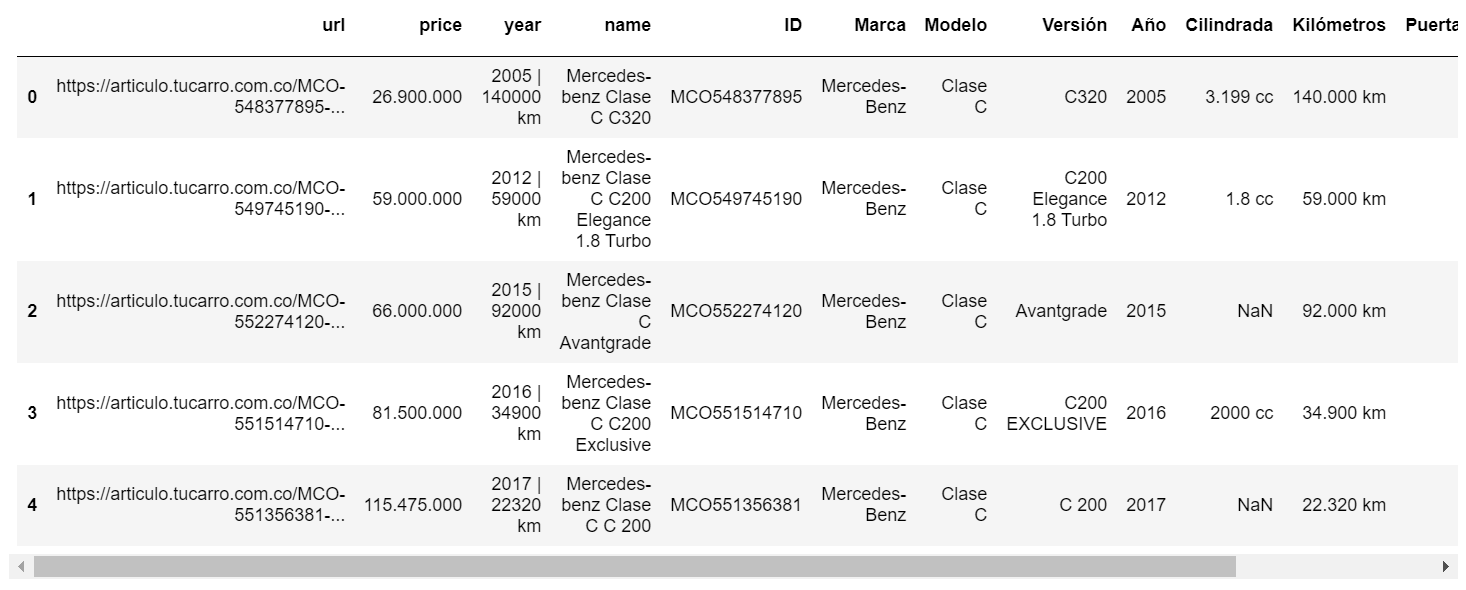 url price year name ID Marca Modelo Versión Año Cilindrada Kilómetros Puerta
0 https://articulo.tucarro.com.co/MCO-548377895-... 26.900.000 2005 | 140000 km Mercedes-benz Clase C C320 MCO548377895 Mercedes-Benz Clase C C320 2005 3.199 cc 140.000 km
1 https://articulo.tucarro.com.co/MCO-549745190-... 59.000.000 2012 | 59000 km Mercedes-benz Clase C C200 Elegance 1.8 Turbo MCO549745190 Mercedes-Benz Clase C C200 Elegance 1.8 Turbo 2012 1.8 cc 59.000 km
2 https://articulo.tucarro.com.co/MCO-552274120-... 66.000.000 2015 | 92000 km Mercedes-benz Clase C Avantgrade MCO552274120 Mercedes-Benz Clase C Avantgrade 2015 NaN 92.000 km
3 https://articulo.tucarro.com.co/MCO-551514710-... 81.500.000 2016 | 34900 km Mercedes-benz Clase C C200 Exclusive MCO551514710 Mercedes-Benz Clase C C200 EXCLUSIVE 2016 2000 cc 34.900 km
4 https://articulo.tucarro.com.co/MCO-551356381-... 115.475.000 2017 | 22320 km Mercedes-benz Clase C C 200 MCO551356381 Mercedes-Benz Clase C C 200 2017 NaN 22.320 km